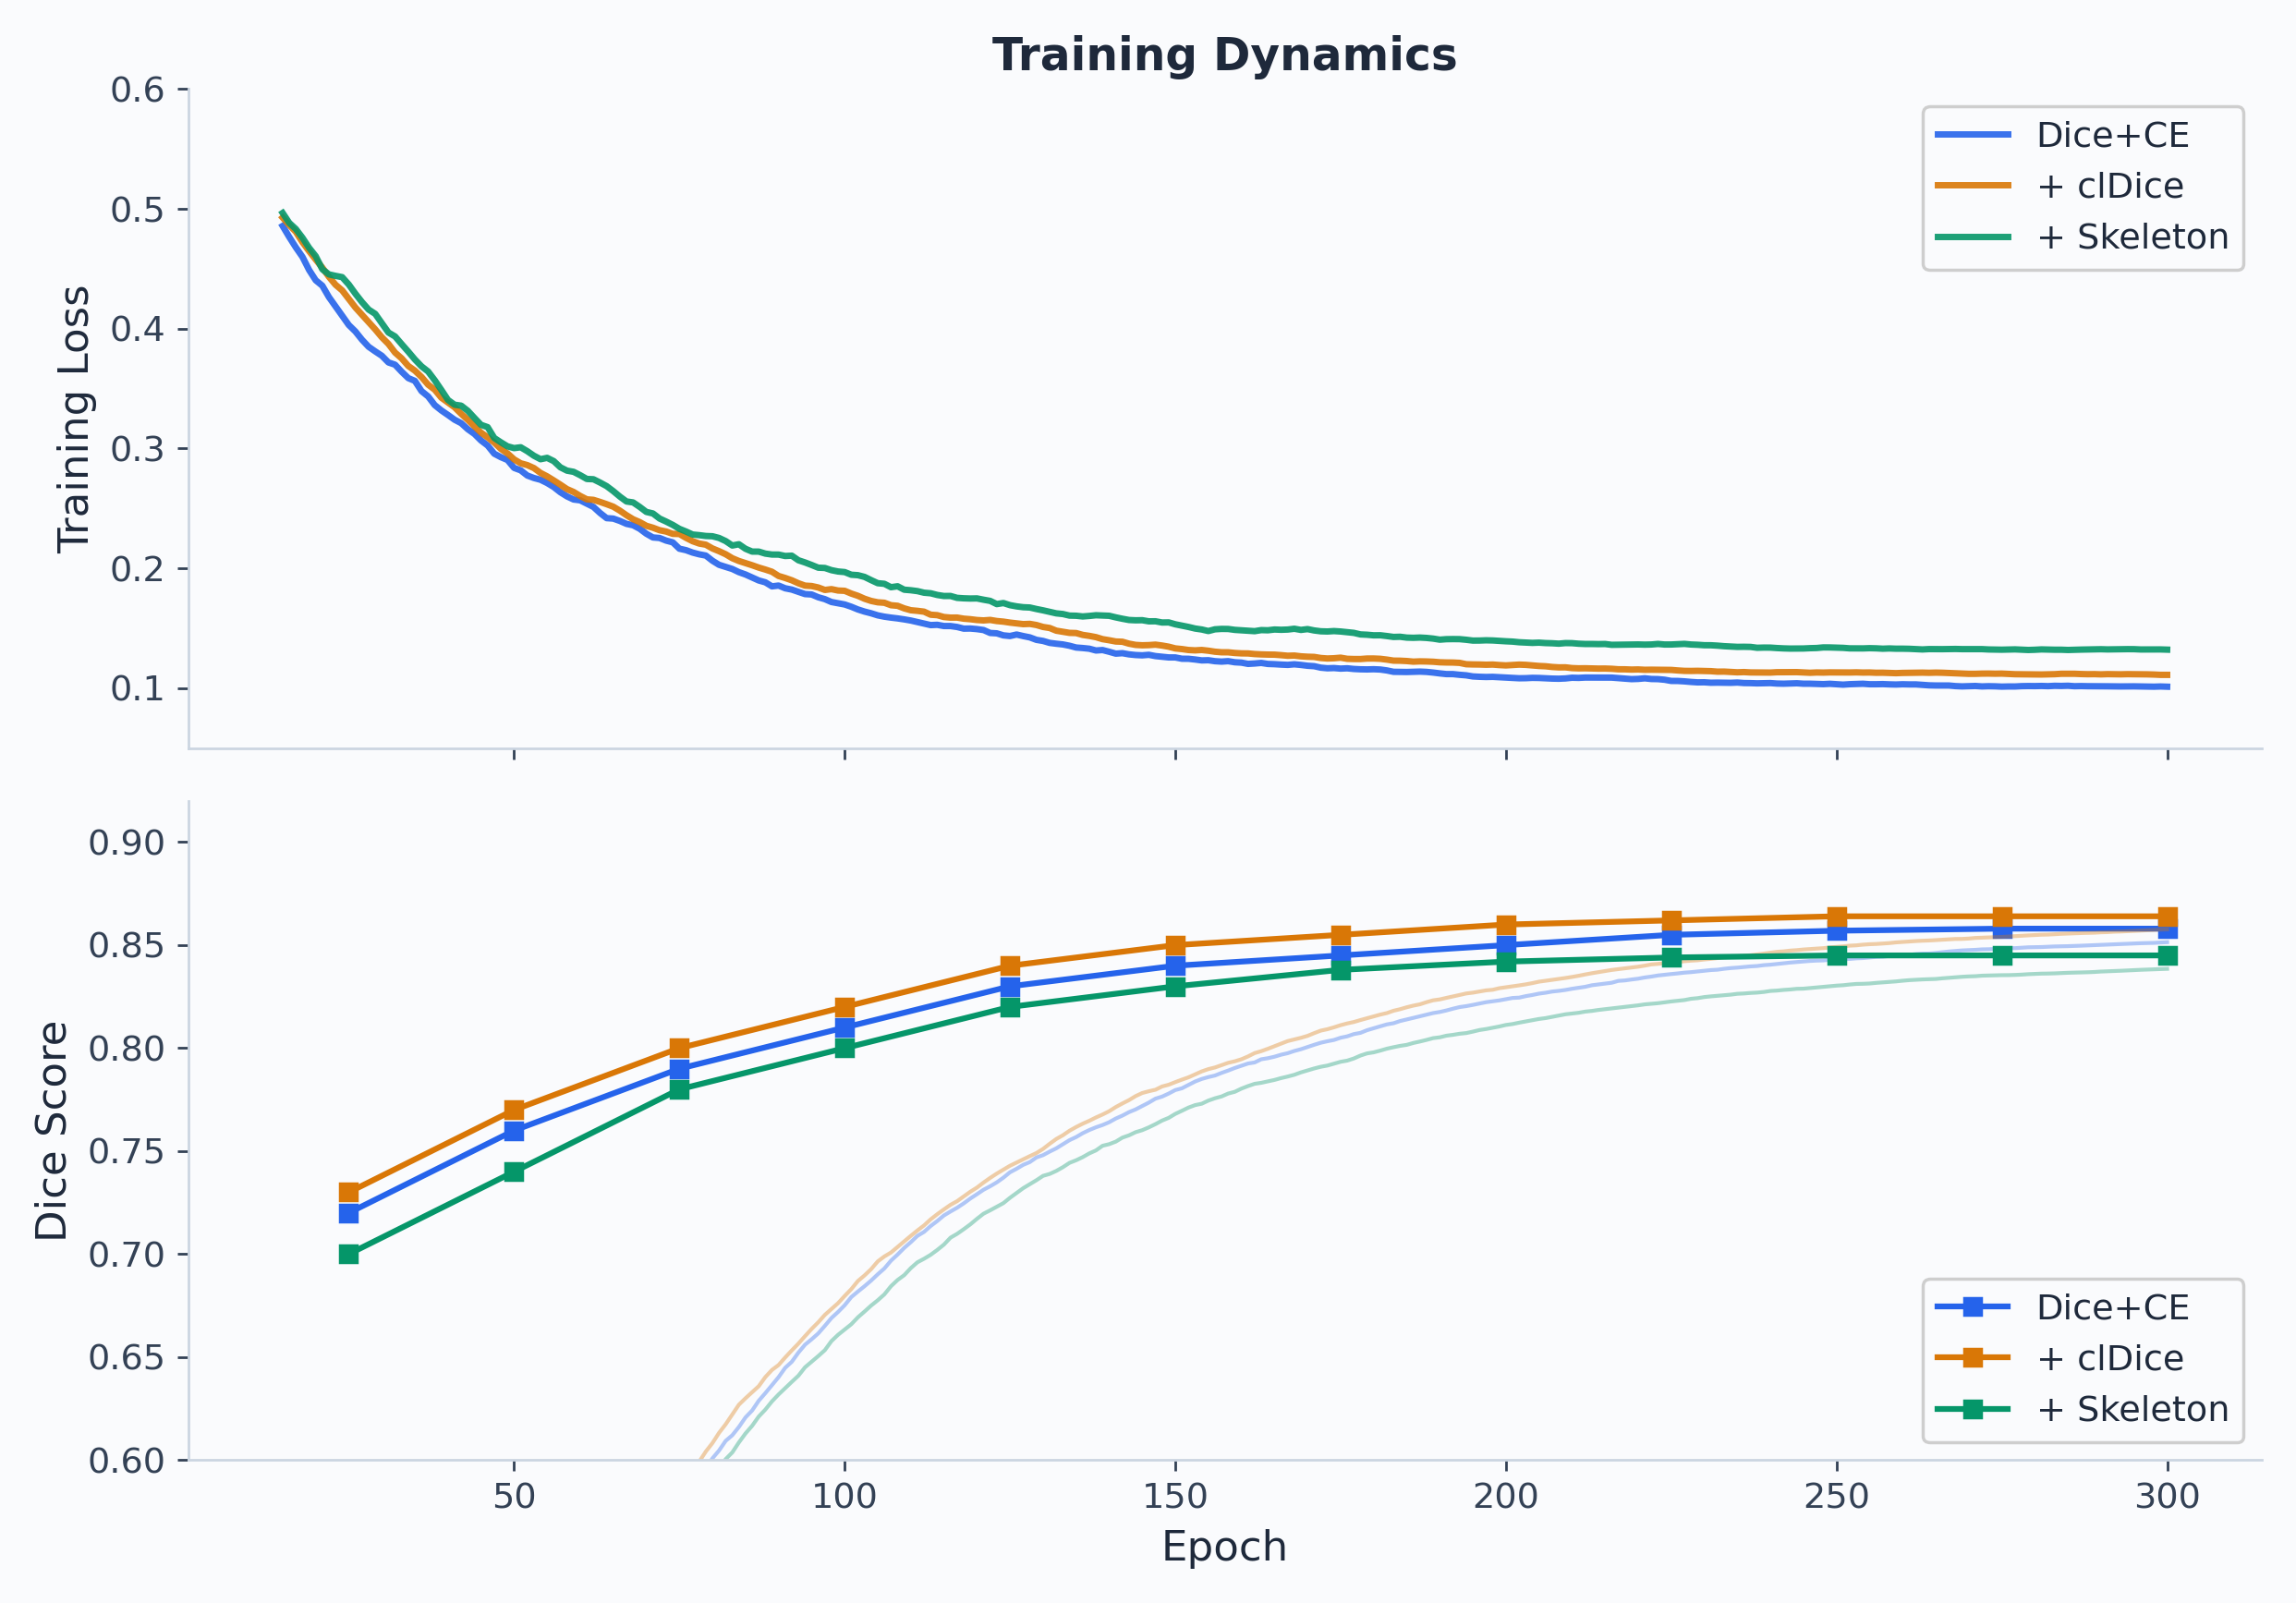 Training Dynamics
Training Loss
0.6
0.5
0.4
0.3
0.2
0.1
Dice+CE
+ clDice
+ Skeleton
Dice Score
0.90
0.85
0.80
0.75
0.70
0.65
0.60
Dice+CE
+ clDice
+ Skeleton
50 100 150 200 250 300
Epoch